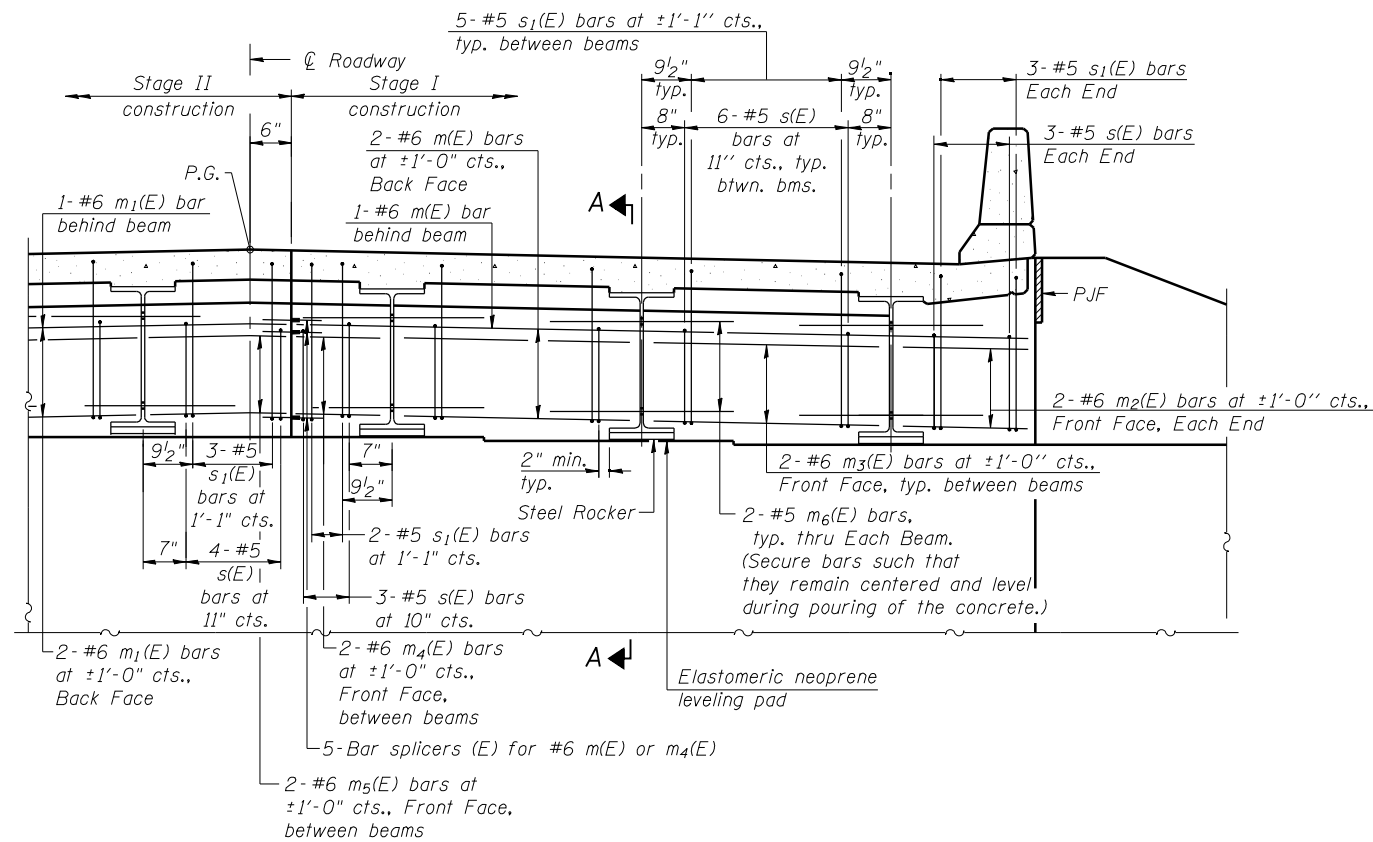 5-#5 s1(E) bars at ±1'-1'' cts.,
typ. between beams
℄ Roadway
Stage II
construction
Stage I
construction
6"
9 1/2"
typ.
9 1/2"
typ.
3-#5 s1(E) bars
Each End
8"
typ.
6-#5 s(E)
bars at
11'' cts., typ.
btwn. bms.
8"
typ.
3-#5 s(E) bars
Each End
2-#6 m(E) bars
at ±1'-0" cts.,
Back Face
P.G.
1-#6 m1(E) bar
behind beam
1-#6 m(E) bar
behind beam
A
PJF
2-#6 m2(E) bars at ±1'-0'' cts.,
Front Face, Each End
9 1/2"
3-#5
s1(E)
bars at
1'-1" cts.
7"
9 1/2"
2" min.
typ.
2-#6 m3(E) bars at ±1'-0'' cts.,
Front Face, typ. between beams
Steel Rocker
2-#5 m6(E) bars,
typ. thru Each Beam.
(Secure bars such that
they remain centered and level
during pouring of the concrete.)
7"
4-#5
s(E)
bars at
11" cts.
2-#5 s1(E) bars
at 1'-1" cts.
3-#5 s(E) bars
at 10" cts.
2-#6 m1(E) bars
at ±1'-0" cts.,
Back Face
2-#6 m4(E) bars
at ±1'-0" cts.,
Front Face,
between beams
A
Elastomeric neoprene
leveling pad
5-Bar splicers (E) for #6 m(E) or m4(E)
2-#6 m5(E) bars at
±1'-0" cts., Front Face,
between beams